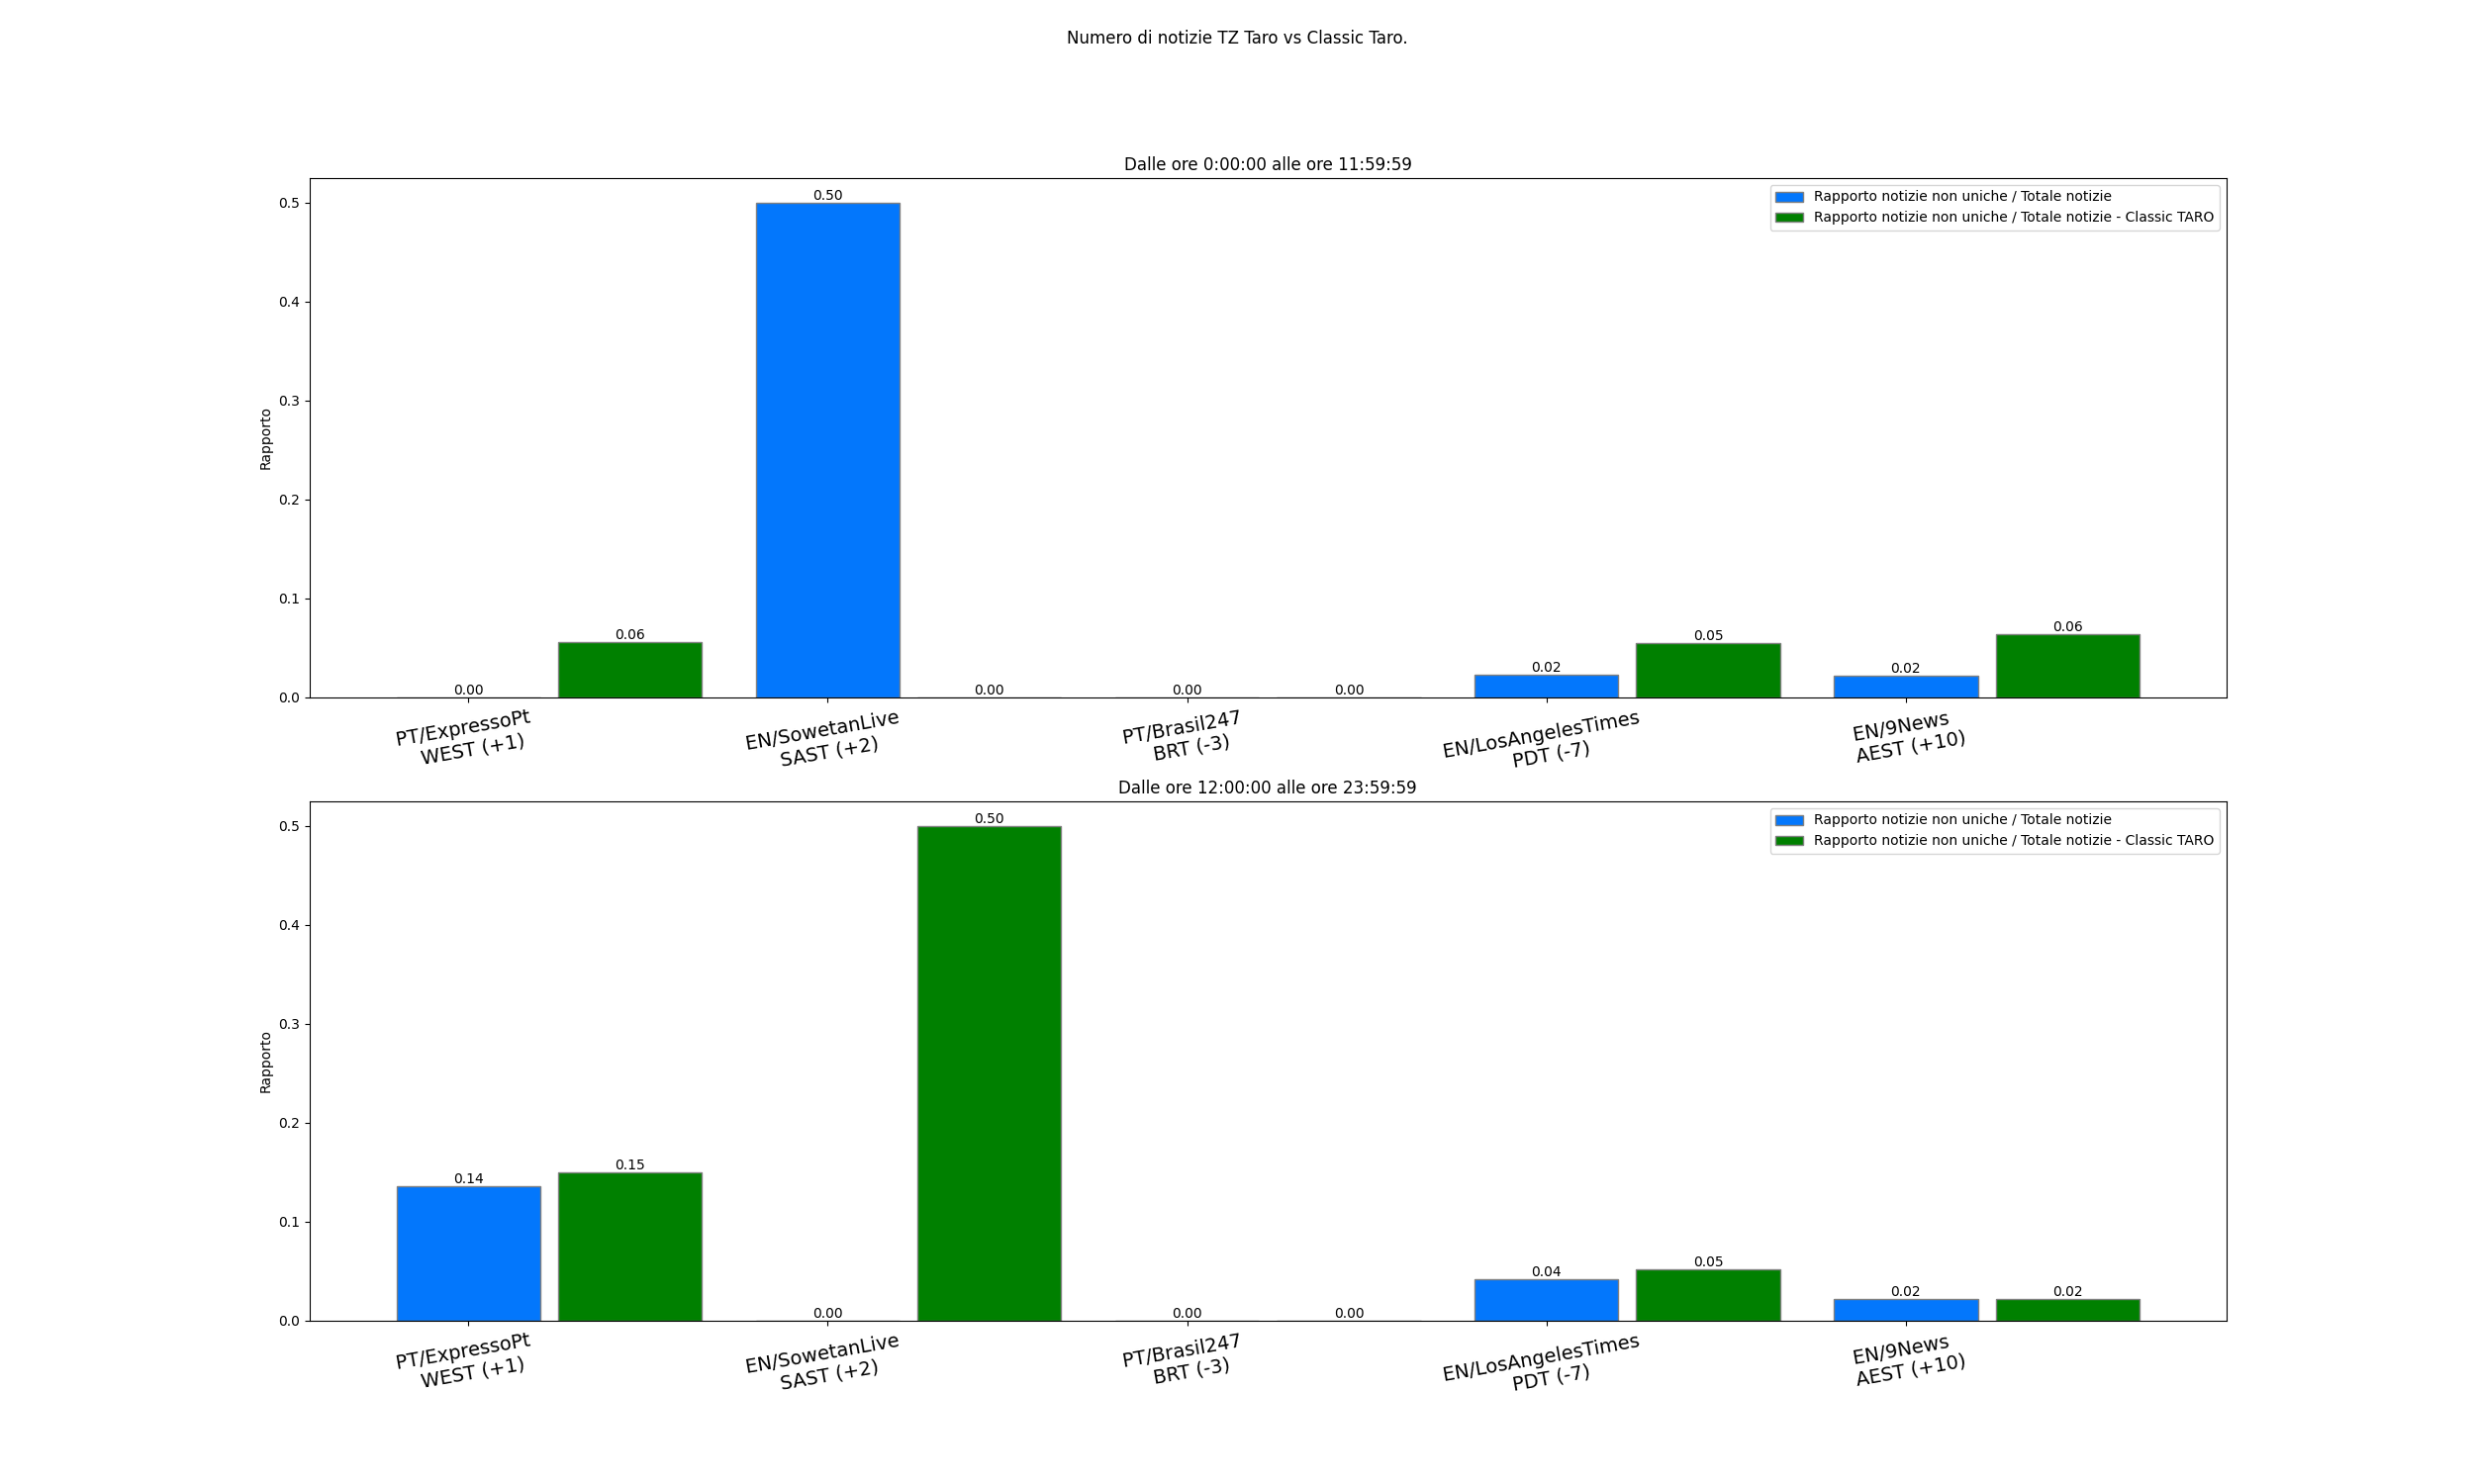 Numero di notizie TZ Taro vs Classic Taro.
Dalle ore 0:00:00 alle ore 11:59:59
Rapporto notizie non uniche / Totale notizie
Rapporto notizie non uniche / Totale notizie - Classic TARO
Rapporto
0.5
0.4
0.3
0.2
0.1
0.0
0.00
0.06
0.50
0.00
0.00
0.00
0.02
0.05
0.02
0.06
PT/ExpressoPt
WEST (+1)
EN/SowetanLive
SAST (+2)
PT/Brasil247
BRT (-3)
EN/LosAngelesTimes
PDT (-7)
EN/9News
AEST (+10)
Dalle ore 12:00:00 alle ore 23:59:59
Rapporto notizie non uniche / Totale notizie
Rapporto notizie non uniche / Totale notizie - Classic TARO
Rapporto
0.5
0.4
0.3
0.2
0.1
0.0
0.14
0.15
0.00
0.50
0.00
0.00
0.04
0.05
0.02
0.02
PT/ExpressoPt
WEST (+1)
EN/SowetanLive
SAST (+2)
PT/Brasil247
BRT (-3)
EN/LosAngelesTimes
PDT (-7)
EN/9News
AEST (+10)